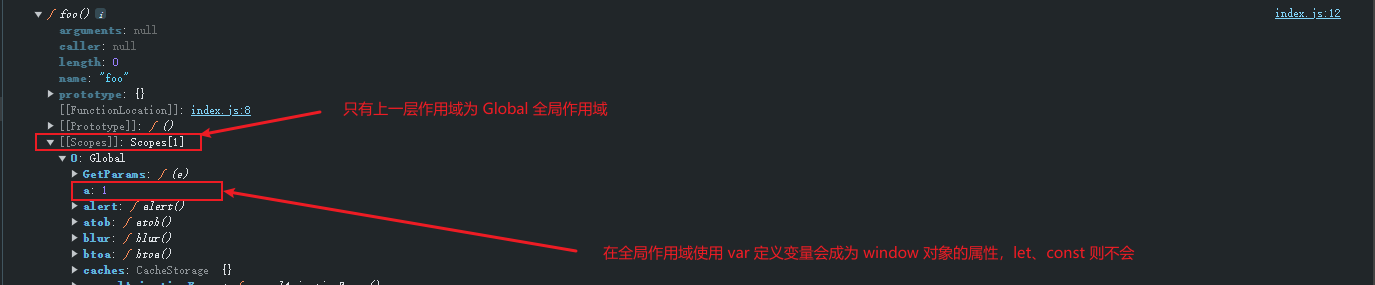 ▼ ƒ foo() i index.js:12
arguments: null
caller: null
length: 0
name: "foo"
▶ prototype: {}
[[FunctionLocation]]: index.js:8
只有上一层作用域为 Global 全局作用域
▶ [[Prototype]]: ƒ ()
▼ [[Scopes]]: Scopes[1]
▼ 0: Global
▶ GetParams: ƒ (e)
a: 1
▶ alert: ƒ alert()
▶ atob: ƒ atob()
▶ blur: ƒ blur()
在全局作用域使用 var 定义变量会成为 window 对象的属性，let、const 则不会
▶ btoa: ƒ btoa()
▶ caches: CacheStorage {}